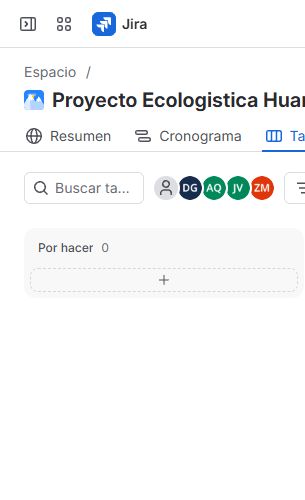 Jira
Espacio /
Proyecto Ecologistica Huar
Resumen Cronograma Ta
Buscar ta... DG AQ JV ZM
Por hacer 0
+